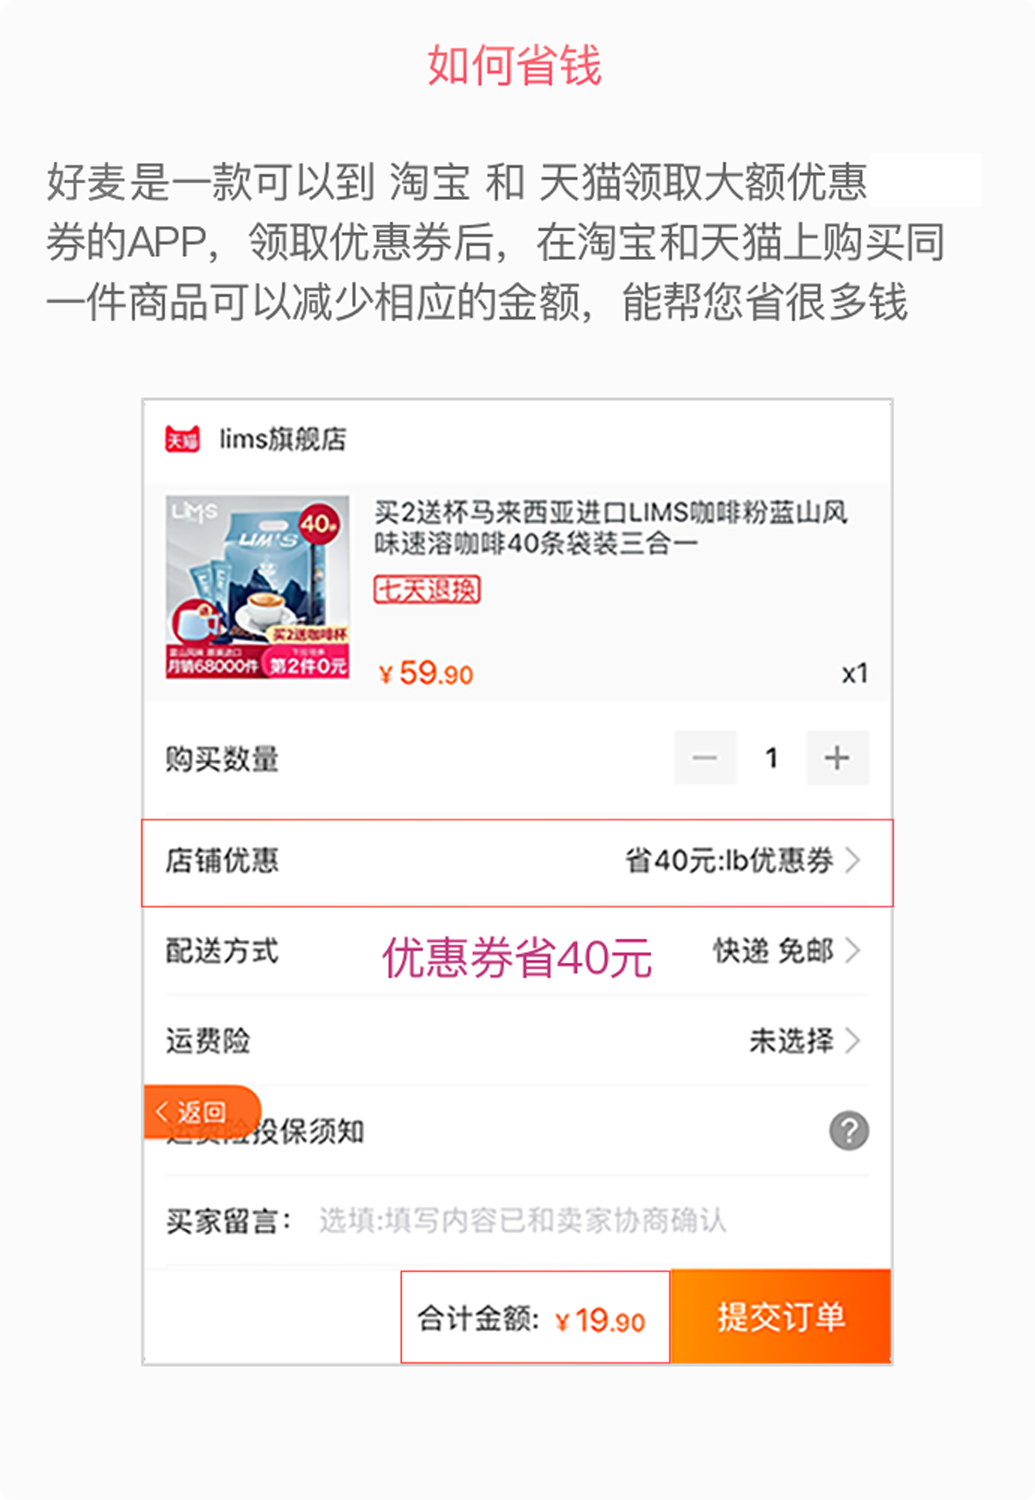 如何省钱
好麦是一款可以到 淘宝 和 天猫领取大额优惠
券的APP，领取优惠券后，在淘宝和天猫上购买同
一件商品可以减少相应的金额，能帮您省很多钱
天猫 lims旗舰店
LIMS
40
LIM'S
送
买2送咖啡杯
蓝山风味 原装进口
月销68000件
第2件0元
买2送杯马来西亚进口LIMS咖啡粉蓝山风
味速溶咖啡40条袋装三合一
七天退换
¥ 59.90 x1
购买数量 — 1 +
店铺优惠 省40元:lb优惠券 >
配送方式 优惠券省40元 快递 免邮 >
运费险 未选择 >
< 返回
运费险投保须知 ?
买家留言： 选填:填写内容已和卖家协商确认
合计金额: ¥ 19.90 提交订单